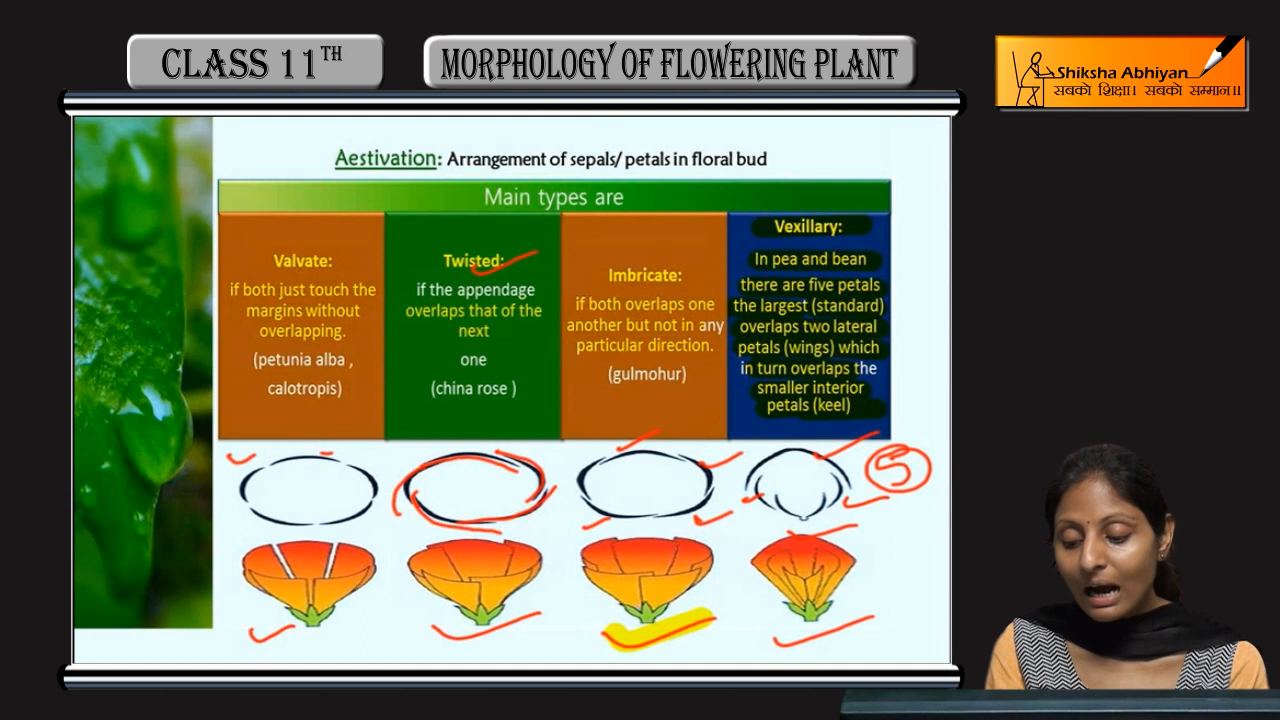 CLASS 11TH
MORPHOLOGY OF FLOWERING PLANT
Shiksha Abhiyan
सबको शिक्षा। सबको सम्मान॥
Aestivation: Arrangement of sepals/ petals in floral bud
Main types are
Valvate:
if both just touch the
margins without
overlapping.
(petunia alba ,
calotropis)
Twisted:
if the appendage
overlaps that of the
next
one
(china rose )
Imbricate:
if both overlaps one
another but not in any
particular direction.
(gulmohur)
Vexillary:
In pea and bean
there are five petals
the largest (standard)
overlaps two lateral
petals (wings) which
in turn overlaps the
smaller interior
petals (keel)
5